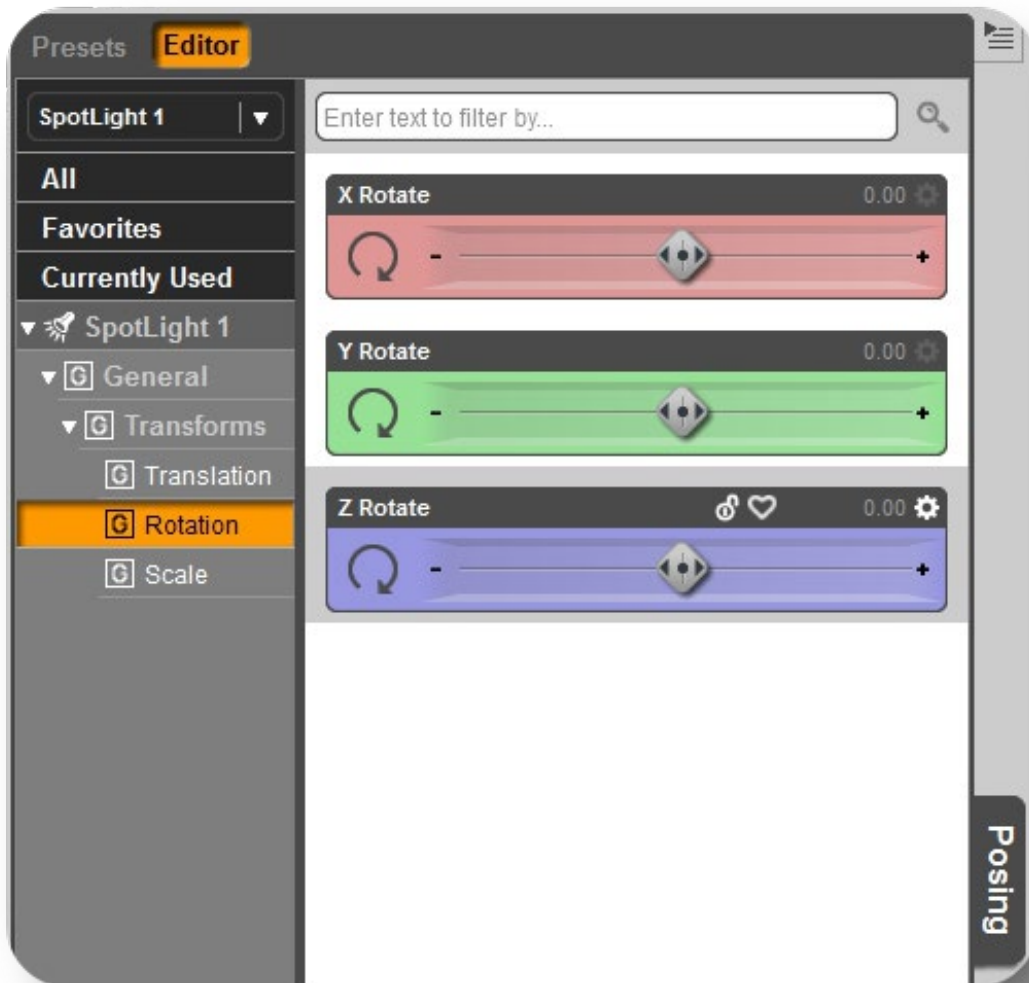 Presets Editor
SpotLight 1
All
Favorites
Currently Used
SpotLight 1
G General
G Transforms
G Translation
G Rotation
G Scale
Enter text to filter by...
X Rotate 0.00
- +
Y Rotate 0.00
- +
Z Rotate 0.00
- +
Posing